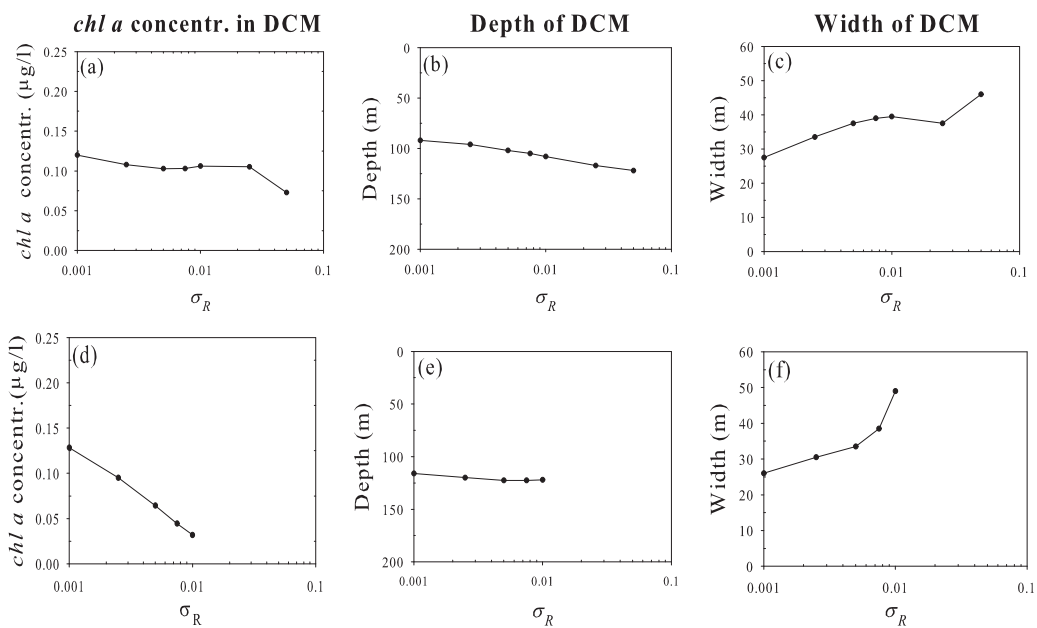 chl a concentr. in DCM
Depth of DCM
Width of DCM
(a)
chl a concentr. (μg/l)
0.25
0.20
0.15
0.10
0.05
0.00
0.001
0.01
0.1
σR
(b)
Depth (m)
0
50
100
150
200
0.001
0.01
0.1
σR
(c)
Width (m)
60
50
40
30
20
10
0
0.001
0.01
0.1
σR
(d)
chl a concentr.(μg/l)
0.25
0.20
0.15
0.10
0.05
0.00
0.001
0.01
0.1
σR
(e)
Depth (m)
0
50
100
150
200
0.001
0.01
0.1
σR
(f)
Width (m)
60
50
40
30
20
10
0
0.001
0.01
0.1
σR